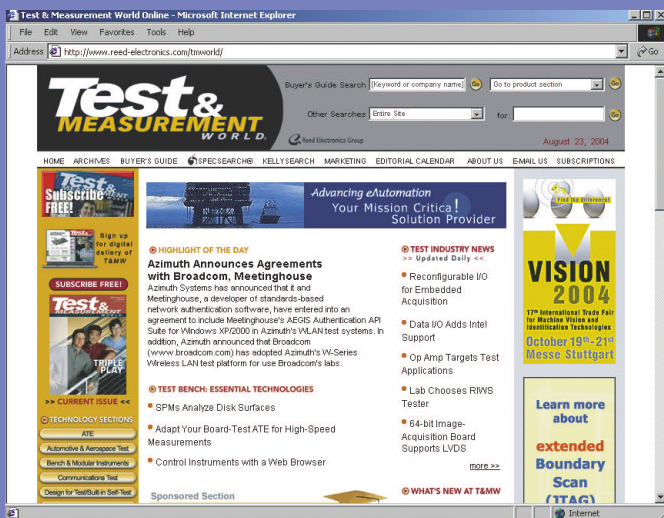 Test & Measurement World Online - Microsoft Internet Explorer
File Edit View Favorites Tools Help
Address http://www.reed-electronics.com/tmworld/ Go
Test &
MEASUREMENT
WORLD.
Buyer's Guide Search [Keyword or company name] Go Go to product section Go
Other Searches Entire Site for: Go
Reed Electronics Group
August 23, 2004
HOME ARCHIVES BUYER'S GUIDE SPECSEARCH® KELLYSEARCH MARKETING EDITORIAL CALENDAR ABOUT US E-MAIL US SUBSCRIPTIONS
Test &
Subscribe
FREE!
Sign up
for digital
delivery of
T&MW
SUBSCRIBE FREE!
Test &
TRIPLE
PLAY
>> CURRENT ISSUE <<
TECHNOLOGY SECTIONS
ATE
Automotive & Aerospace Test
Bench & Modular Instruments
Communications Test
Design for Test/Built-in Self-Test
Advancing eAutomation
Your Mission Critical!
Solution Provider
HIGHLIGHT OF THE DAY
Azimuth Announces Agreements
with Broadcom, Meetinghouse
Azimuth Systems has announced that it and
Meetinghouse, a developer of standards-based
network authentication software, have entered into an
agreement to include Meetinghouse's AEGIS Authentication API
Suite for Windows XP/2000 in Azimuth's WLAN test systems. In
addition, Azimuth announced that Broadcom
(www.broadcom.com) has adopted Azimuth's W-Series
Wireless LAN test platform for use Broadcom's labs.
TEST BENCH: ESSENTIAL TECHNOLOGIES
SPMs Analyze Disk Surfaces
Adapt Your Board-Test ATE for High-Speed
Measurements
Control Instruments with a Web Browser
Sponsored Section
TEST INDUSTRY NEWS
>> Updated Daily <<
Reconfigurable I/O
for Embedded
Acquisition
Data I/O Adds Intel
Support
Op Amp Targets Test
Applications
Lab Chooses RIWS
Tester
64-bit Image-
Acquisition Board
Supports LVDS
more >>
WHAT'S NEW AT T&MW
Find the difference!
VISION
2004
17th International Trade Fair
for Machine Vision and
Identification Technologies
October 19th-21st
Messe Stuttgart
Learn more
about
extended
Boundary
Scan
(JTAG)
Internet